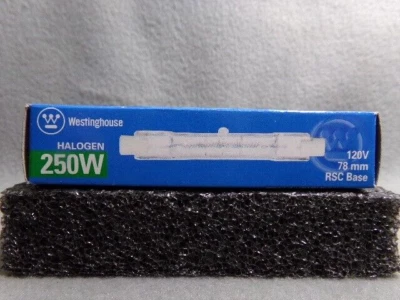 Westinghouse
HALOGEN
250W
120V
78 mm
RSC Base